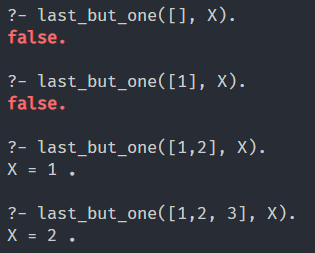 ?- last_but_one([], X).
false.
?- last_but_one([1], X).
false.
?- last_but_one([1,2], X).
X = 1 .
?- last_but_one([1,2, 3], X).
X = 2 .